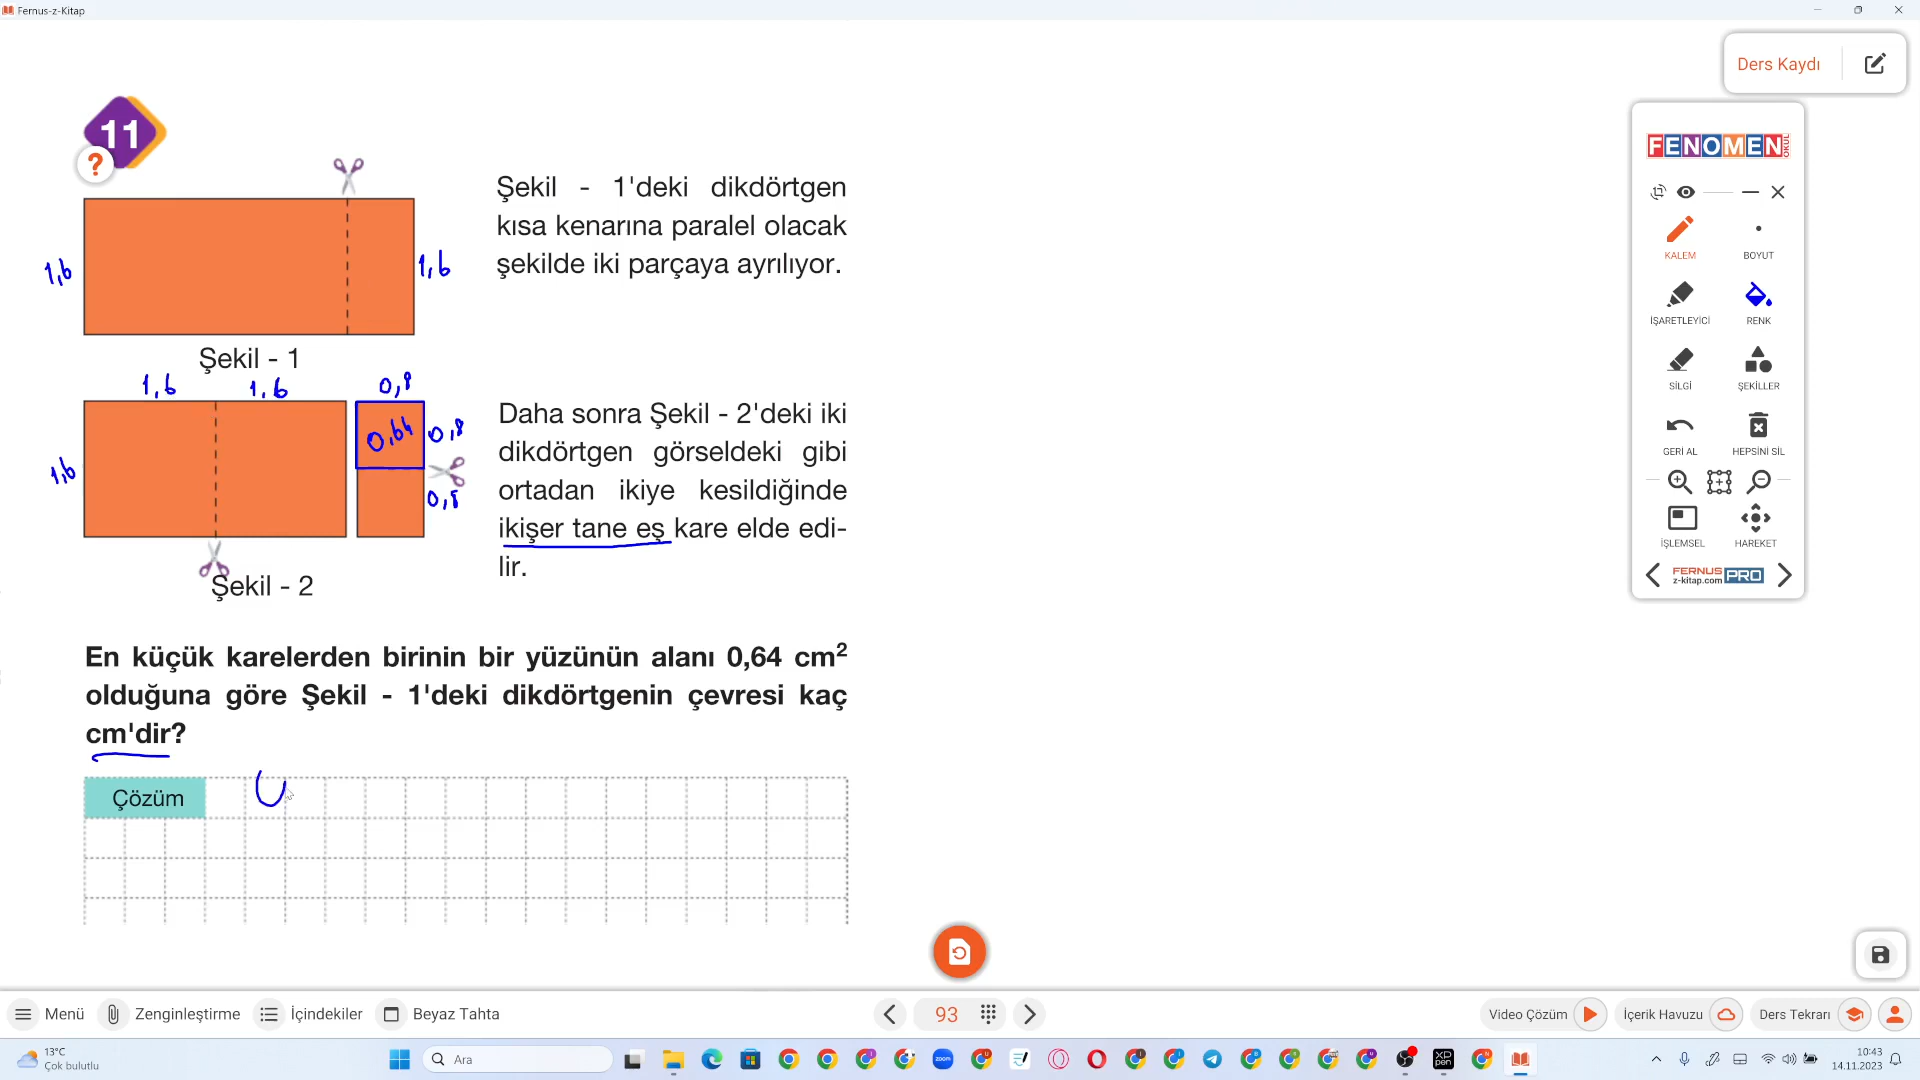 Fernus-z-Kitap
Ders Kaydı
11
?
Şekil - 1'deki dikdörtgen
kısa kenarına paralel olacak
şekilde iki parçaya ayrılıyor.
1,6
1,6
Şekil - 1
1,6
1,6
0,8
1,6
0,64
0,8
0,8
Şekil - 2
Daha sonra Şekil - 2'deki iki
dikdörtgen görseldeki gibi
ortadan ikiye kesildiğinde
ikişer tane eş kare elde edi-
lir.
En küçük karelerden birinin bir yüzünün alanı 0,64 cm²
olduğuna göre Şekil - 1'deki dikdörtgenin çevresi kaç
cm'dir?
Çözüm
FENOMEN
OKUL
KALEM
BOYUT
İŞARETLEYİCİ
RENK
SİLGİ
ŞEKİLLER
GERİ AL
HEPSİNİ SİL
İŞLEMSEL
HAREKET
FERNUS
z-kitap.com
PRO
Menü
Zenginleştirme
İçindekiler
Beyaz Tahta
93
Video Çözüm
İçerik Havuzu
Ders Tekrarı
13°C
Çok bulutlu
Ara
zoom
XP
pen
10:43
14.11.2023